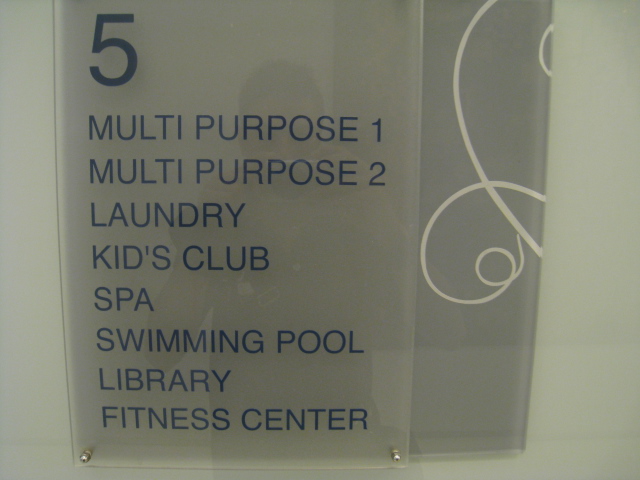 5
MULTI PURPOSE 1
MULTI PURPOSE 2
LAUNDRY
KID'S CLUB
SPA
SWIMMING POOL
LIBRARY
FITNESS CENTER